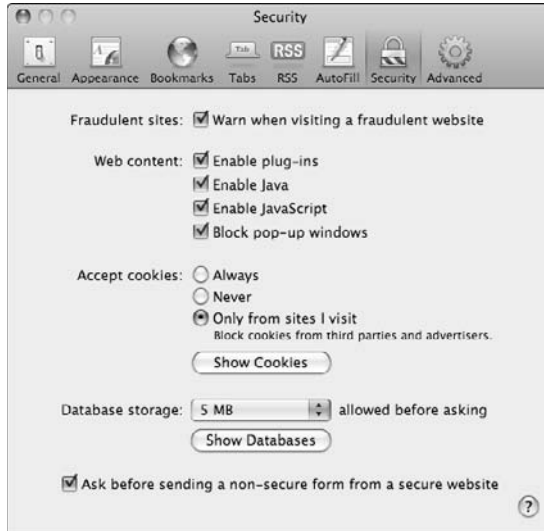 Security
Tab RSS
General Appearance Bookmarks Tabs RSS AutoFill Security Advanced
Fraudulent sites: Warn when visiting a fraudulent website
Web content: Enable plug-ins
Enable Java
Enable JavaScript
Block pop-up windows
Accept cookies: Always
Never
Only from sites I visit
Block cookies from third parties and advertisers.
Show Cookies
Database storage: 5 MB allowed before asking
Show Databases
Ask before sending a non-secure form from a secure website
?